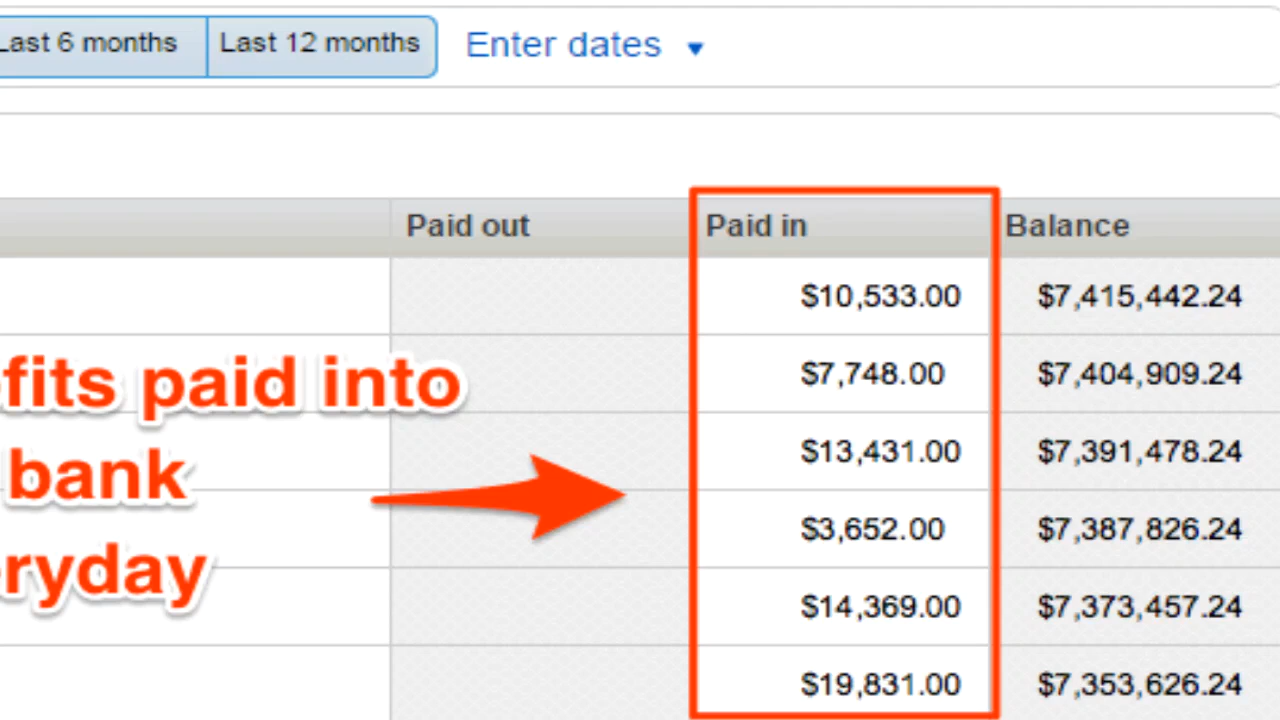 Last 6 months Last 12 months Enter dates
Paid out Paid in Balance
$10,533.00 $7,415,442.24
$7,748.00 $7,404,909.24
fits paid into
$13,431.00 $7,391,478.24
bank
$3,652.00 $7,387,826.24
ryday
$14,369.00 $7,373,457.24
$19,831.00 $7,353,626.24